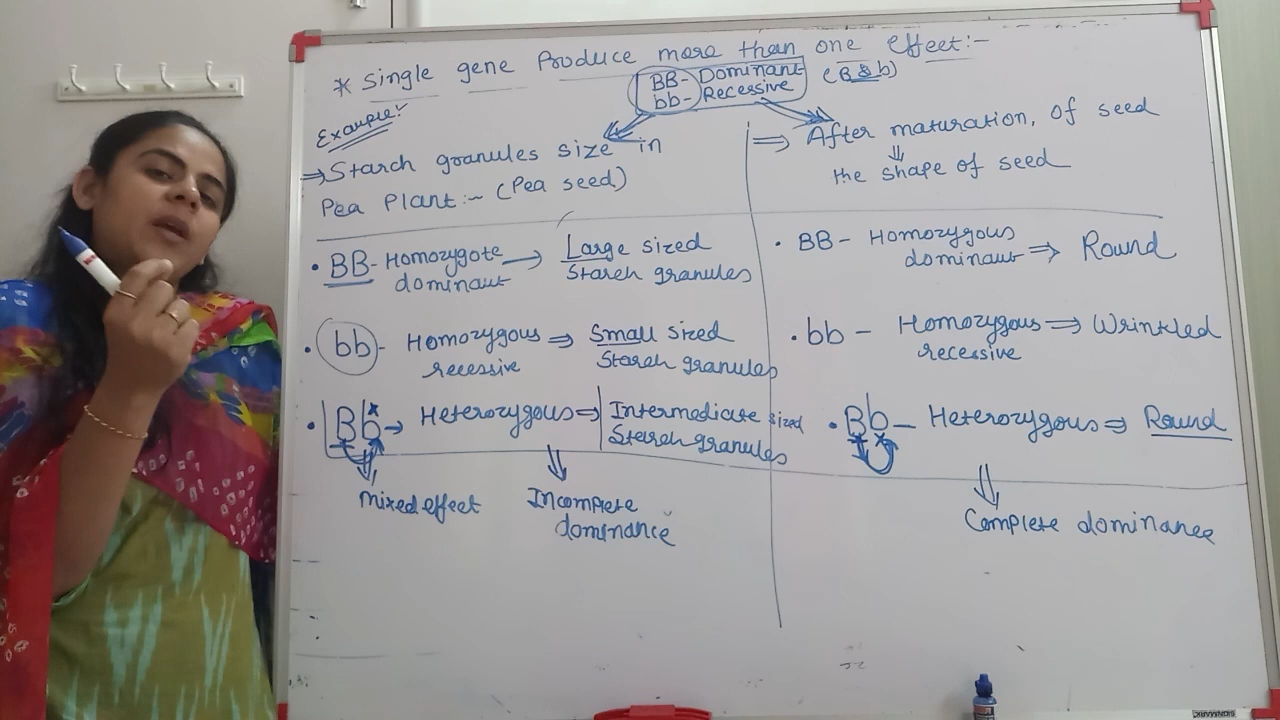 * Single gene Produce more than one effect:-
BB- Dominant (B & b)
bb- Recessive
Example:
⇒ Starch granules size in
Pea Plant:- (Pea seed)
• BB- Homozygote → Large sized
dominant Starch granules
• bb- Homozygous ⇒ Small sized
recessive Starch granules
• Bb → Heterozygous ⇒ Intermediate sized
Starch granules
Mixed effect
Incomplete
dominance
⇒ After maturation, of seed
⇓
the shape of seed
• BB- Homozygous
dominant ⇒ Round
• bb - Homozygous ⇒ Wrinkled
recessive
• Bb - Heterozygous ⇒ Round
Complete dominance